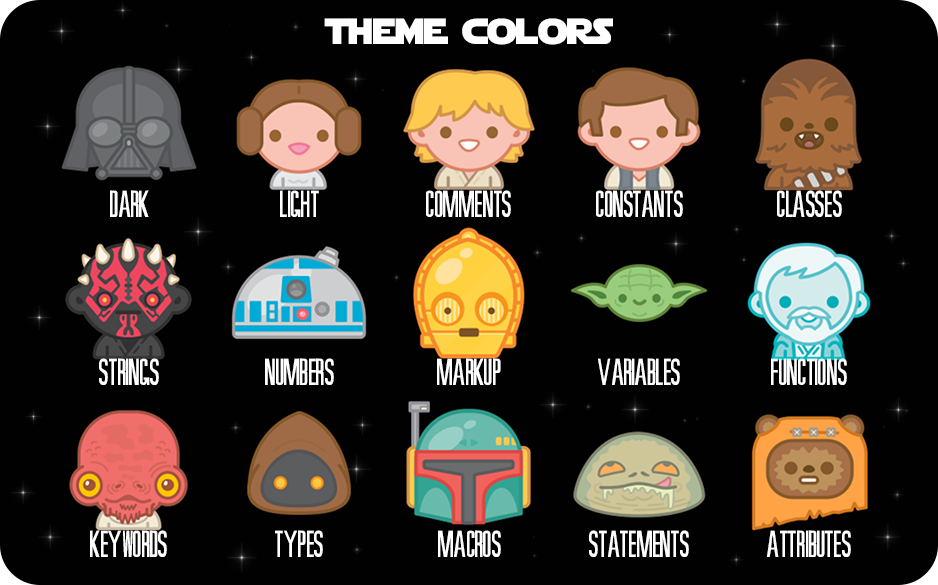 THEME COLORS
DARK LIGHT COMMENTS CONSTANTS CLASSES
STRINGS NUMBERS MARKUP VARIABLES FUNCTIONS
KEYWORDS TYPES MACROS STATEMENTS ATTRIBUTES